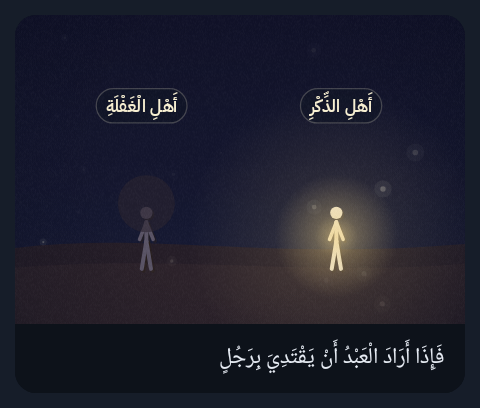 أَهْلِ الذِّكْرِ
أَهْلِ الْغَفْلَةِ
فَإِذَا أَرَادَ الْعَبْدُ أَنْ يَقْتَدِيَ بِرَجُلٍ